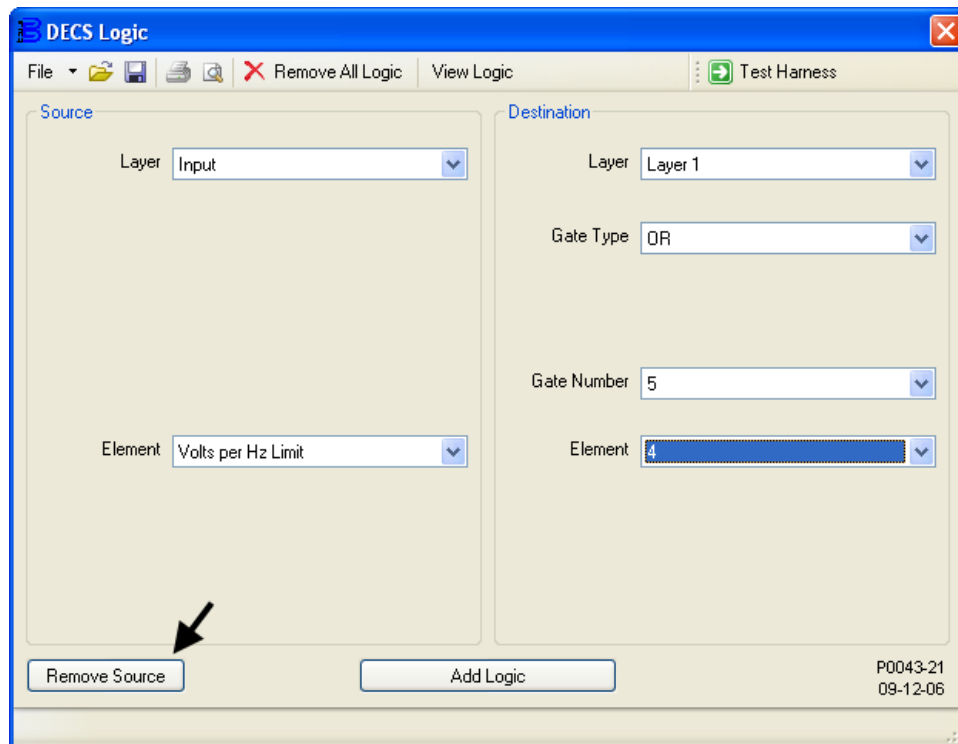 DECS Logic
File Remove All Logic View Logic Test Harness
Source
Layer Input
Element Volts per Hz Limit
Destination
Layer Layer 1
Gate Type OR
Gate Number 5
Element 4
Remove Source Add Logic
P0043-21
09-12-06